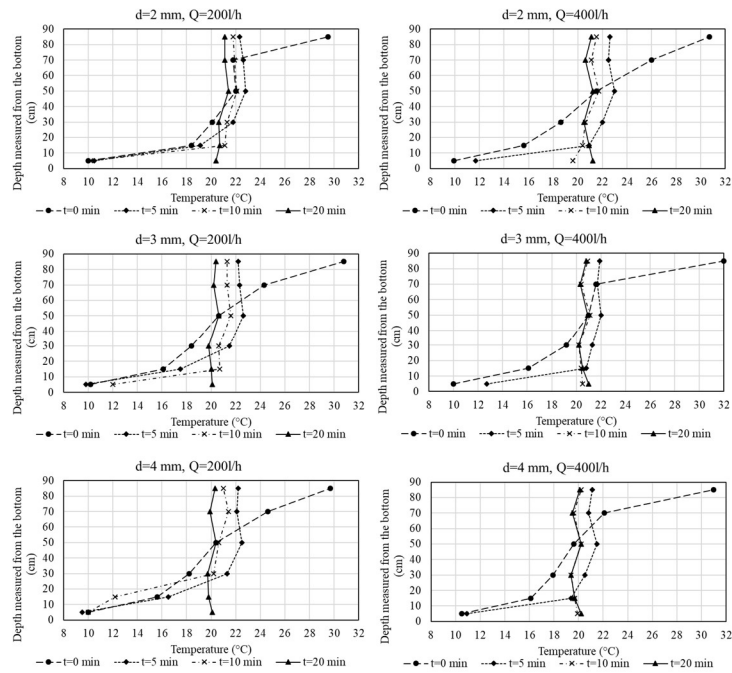 d=2 mm, Q=200l/h
Depth measured from the bottom
(cm)
90
80
70
60
50
40
30
20
10
0
8 10 12 14 16 18 20 22 24 26 28 30 32
Temperature (°C)
t=0 min t=5 min t=10 min t=20 min
d=2 mm, Q=400l/h
Depth measured from the bottom
(cm)
90
80
70
60
50
40
30
20
10
0
8 10 12 14 16 18 20 22 24 26 28 30 32
Temperature (°C)
t=0 min t=5 min t=10 min t=20 min
d=3 mm, Q=200l/h
Depth measured from the bottom
(cm)
90
80
70
60
50
40
30
20
10
0
8 10 12 14 16 18 20 22 24 26 28 30 32
Temperature (°C)
t=0 min t=5 min t=10 min t=20 min
d=3 mm, Q=400l/h
Depth measured from the bottom
(cm)
90
80
70
60
50
40
30
20
10
0
8 10 12 14 16 18 20 22 24 26 28 30 32
Temperature (°C)
t=0 min t=5 min t=10 min t=20 min
d=4 mm, Q=200l/h
Depth measured from the bottom
(cm)
90
80
70
60
50
40
30
20
10
0
8 10 12 14 16 18 20 22 24 26 28 30 32
Temperature (°C)
t=0 min t=5 min t=10 min t=20 min
d=4 mm, Q=400l/h
Depth measured from the bottom
(cm)
90
80
70
60
50
40
30
20
10
0
8 10 12 14 16 18 20 22 24 26 28 30 32
Temperature (°C)
t=0 min t=5 min t=10 min t=20 min